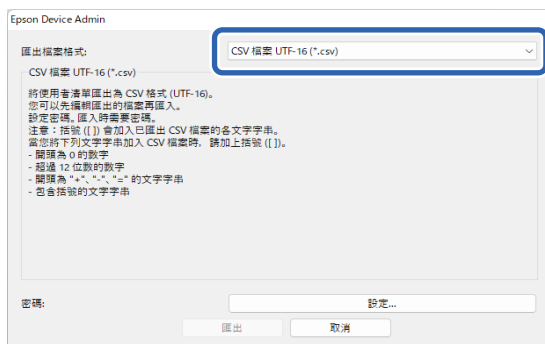 Epson Device Admin
匯出檔案格式:
CSV 檔案 UTF-16 (*.csv)
CSV 檔案 UTF-16 (*.csv)
將使用者清單匯出為 CSV 格式 (UTF-16)。
您可以先編輯匯出的檔案再匯入。
設定密碼。匯入時需要密碼。
注意：括號 ([ ]) 會加入已匯出 CSV 檔案的各文字字串。
當您將下列文字字串加入 CSV 檔案時，請加上括號 ([ ])。
- 開頭為 0 的數字
- 超過 12 位數的數字
- 開頭為 "+"、"-"、"=" 的文字字串
- 包含括號的文字字串
密碼:
設定...
匯出
取消